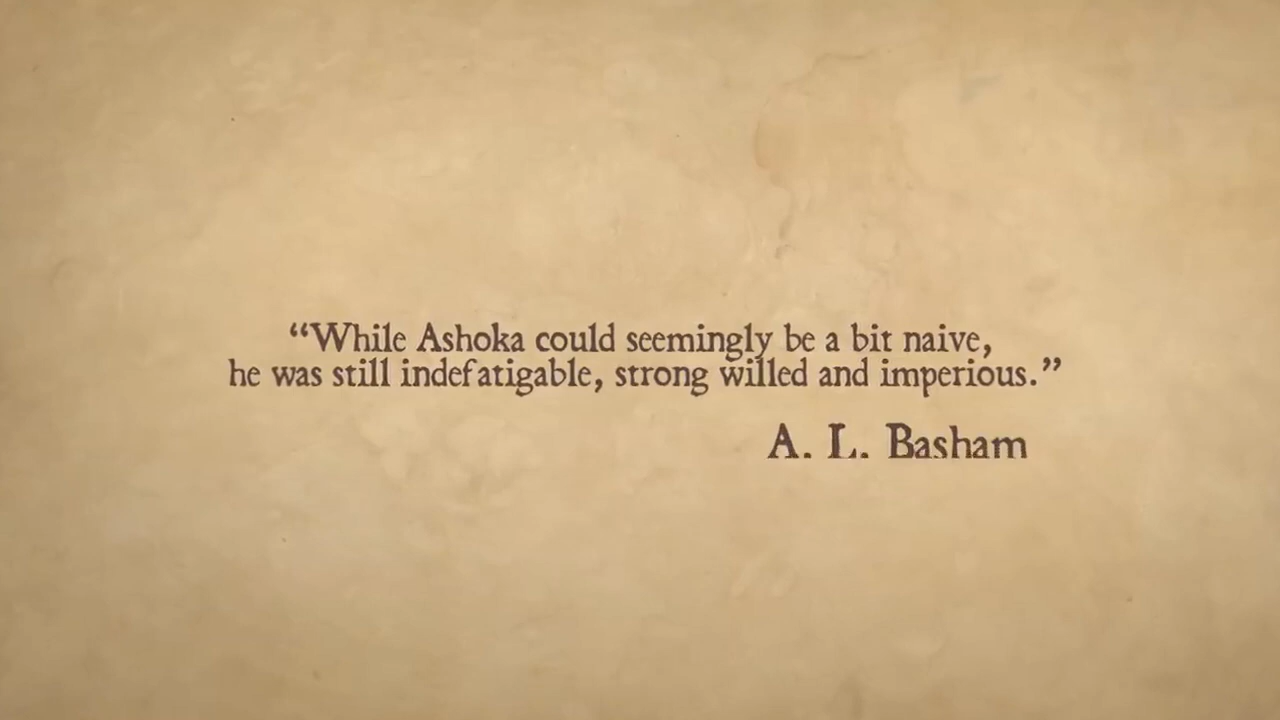 “While Ashoka could seemingly be a bit naive,
he was still indefatigable, strong willed and imperious.”
A. L. Basham